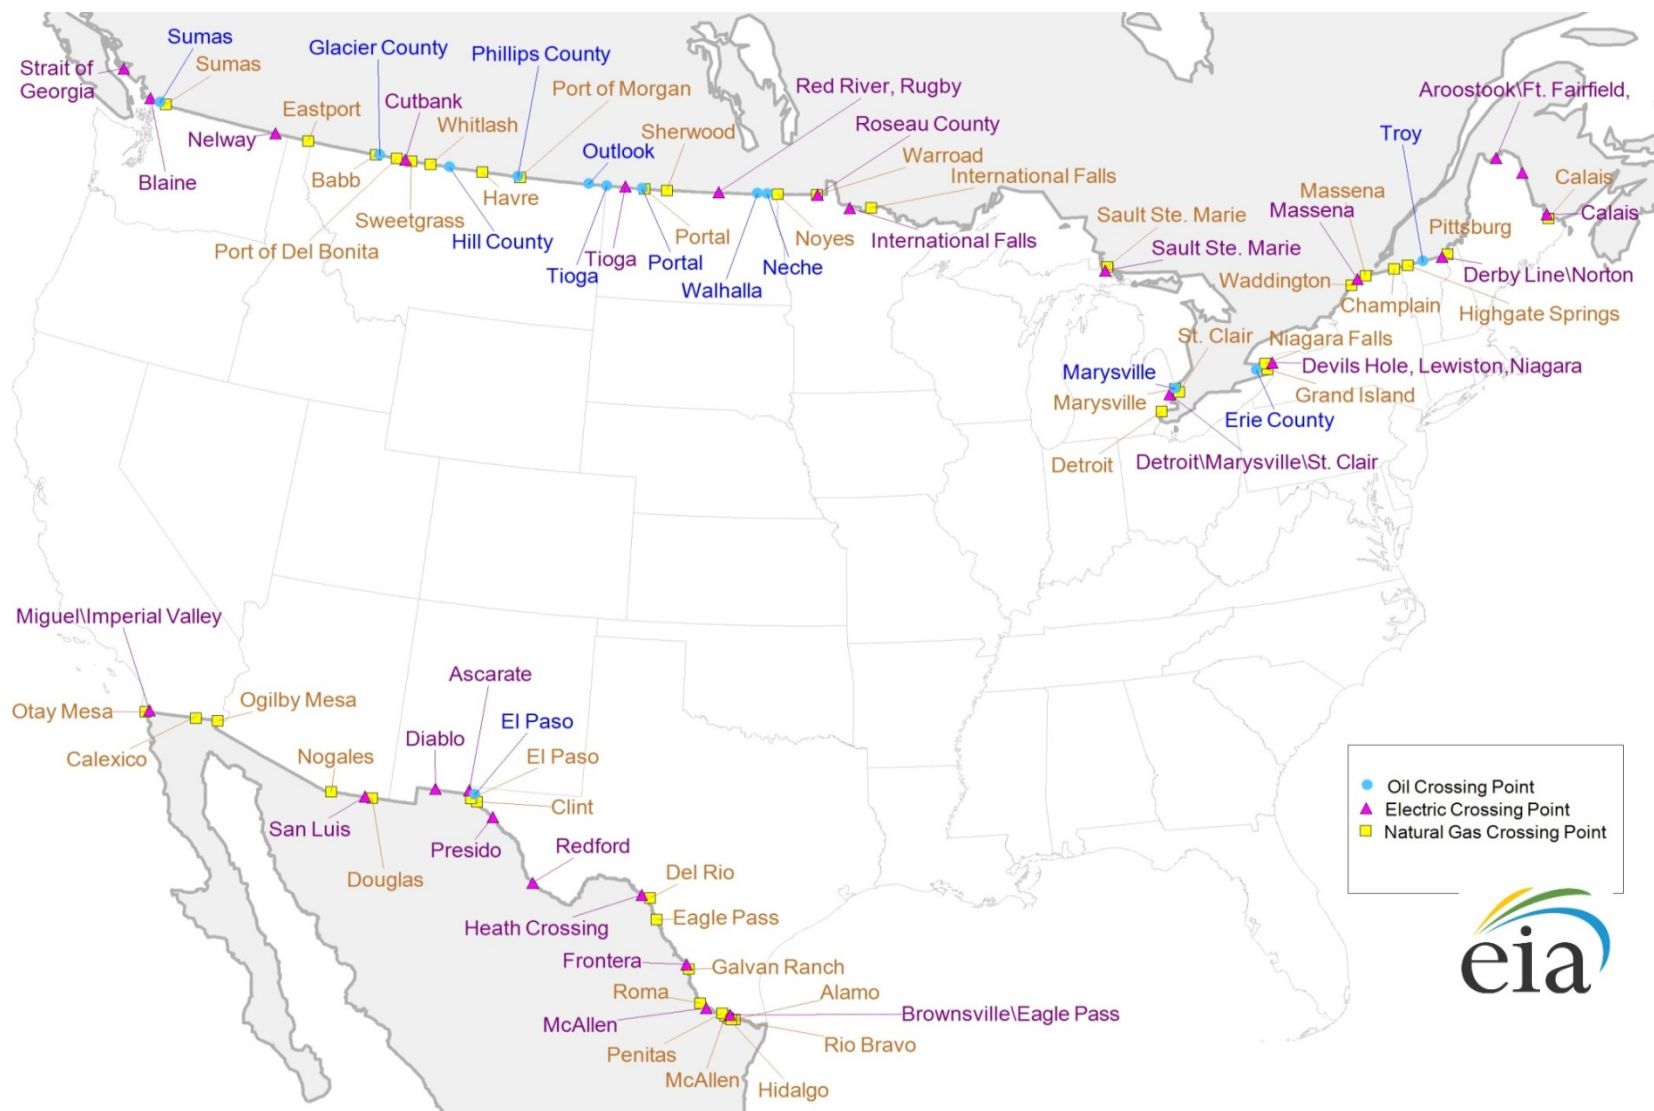 Sumas
Sumas
Strait of
Georgia
Blaine
Nelway
Eastport
Glacier County
Cutbank
Phillips County
Whitlash
Port of Morgan
Babb
Port of Del Bonita
Sweetgrass
Hill County
Havre
Outlook
Sherwood
Red River, Rugby
Roseau County
Warroad
International Falls
Tioga
Tioga
Portal
Portal
Walhalla
Neche
Noyes
International Falls
Sault Ste. Marie
Sault Ste. Marie
Aroostook\Ft. Fairfield,
Troy
Massena
Massena
Calais
Calais
Pittsburg
Waddington
Derby Line\Norton
Champlain
Highgate Springs
St. Clair
Niagara Falls
Marysville
Devils Hole, Lewiston,Niagara
Marysville
Grand Island
Erie County
Detroit
Detroit\Marysville\St. Clair
Miguel\Imperial Valley
Otay Mesa
Ogilby Mesa
Calexico
Nogales
San Luis
Douglas
Diablo
Ascarate
El Paso
El Paso
Clint
Presido
Redford
Del Rio
Heath Crossing
Eagle Pass
Frontera
Galvan Ranch
Roma
Alamo
McAllen
Brownsville\Eagle Pass
Penitas
Rio Bravo
McAllen
Hidalgo
Oil Crossing Point
Electric Crossing Point
Natural Gas Crossing Point
eia